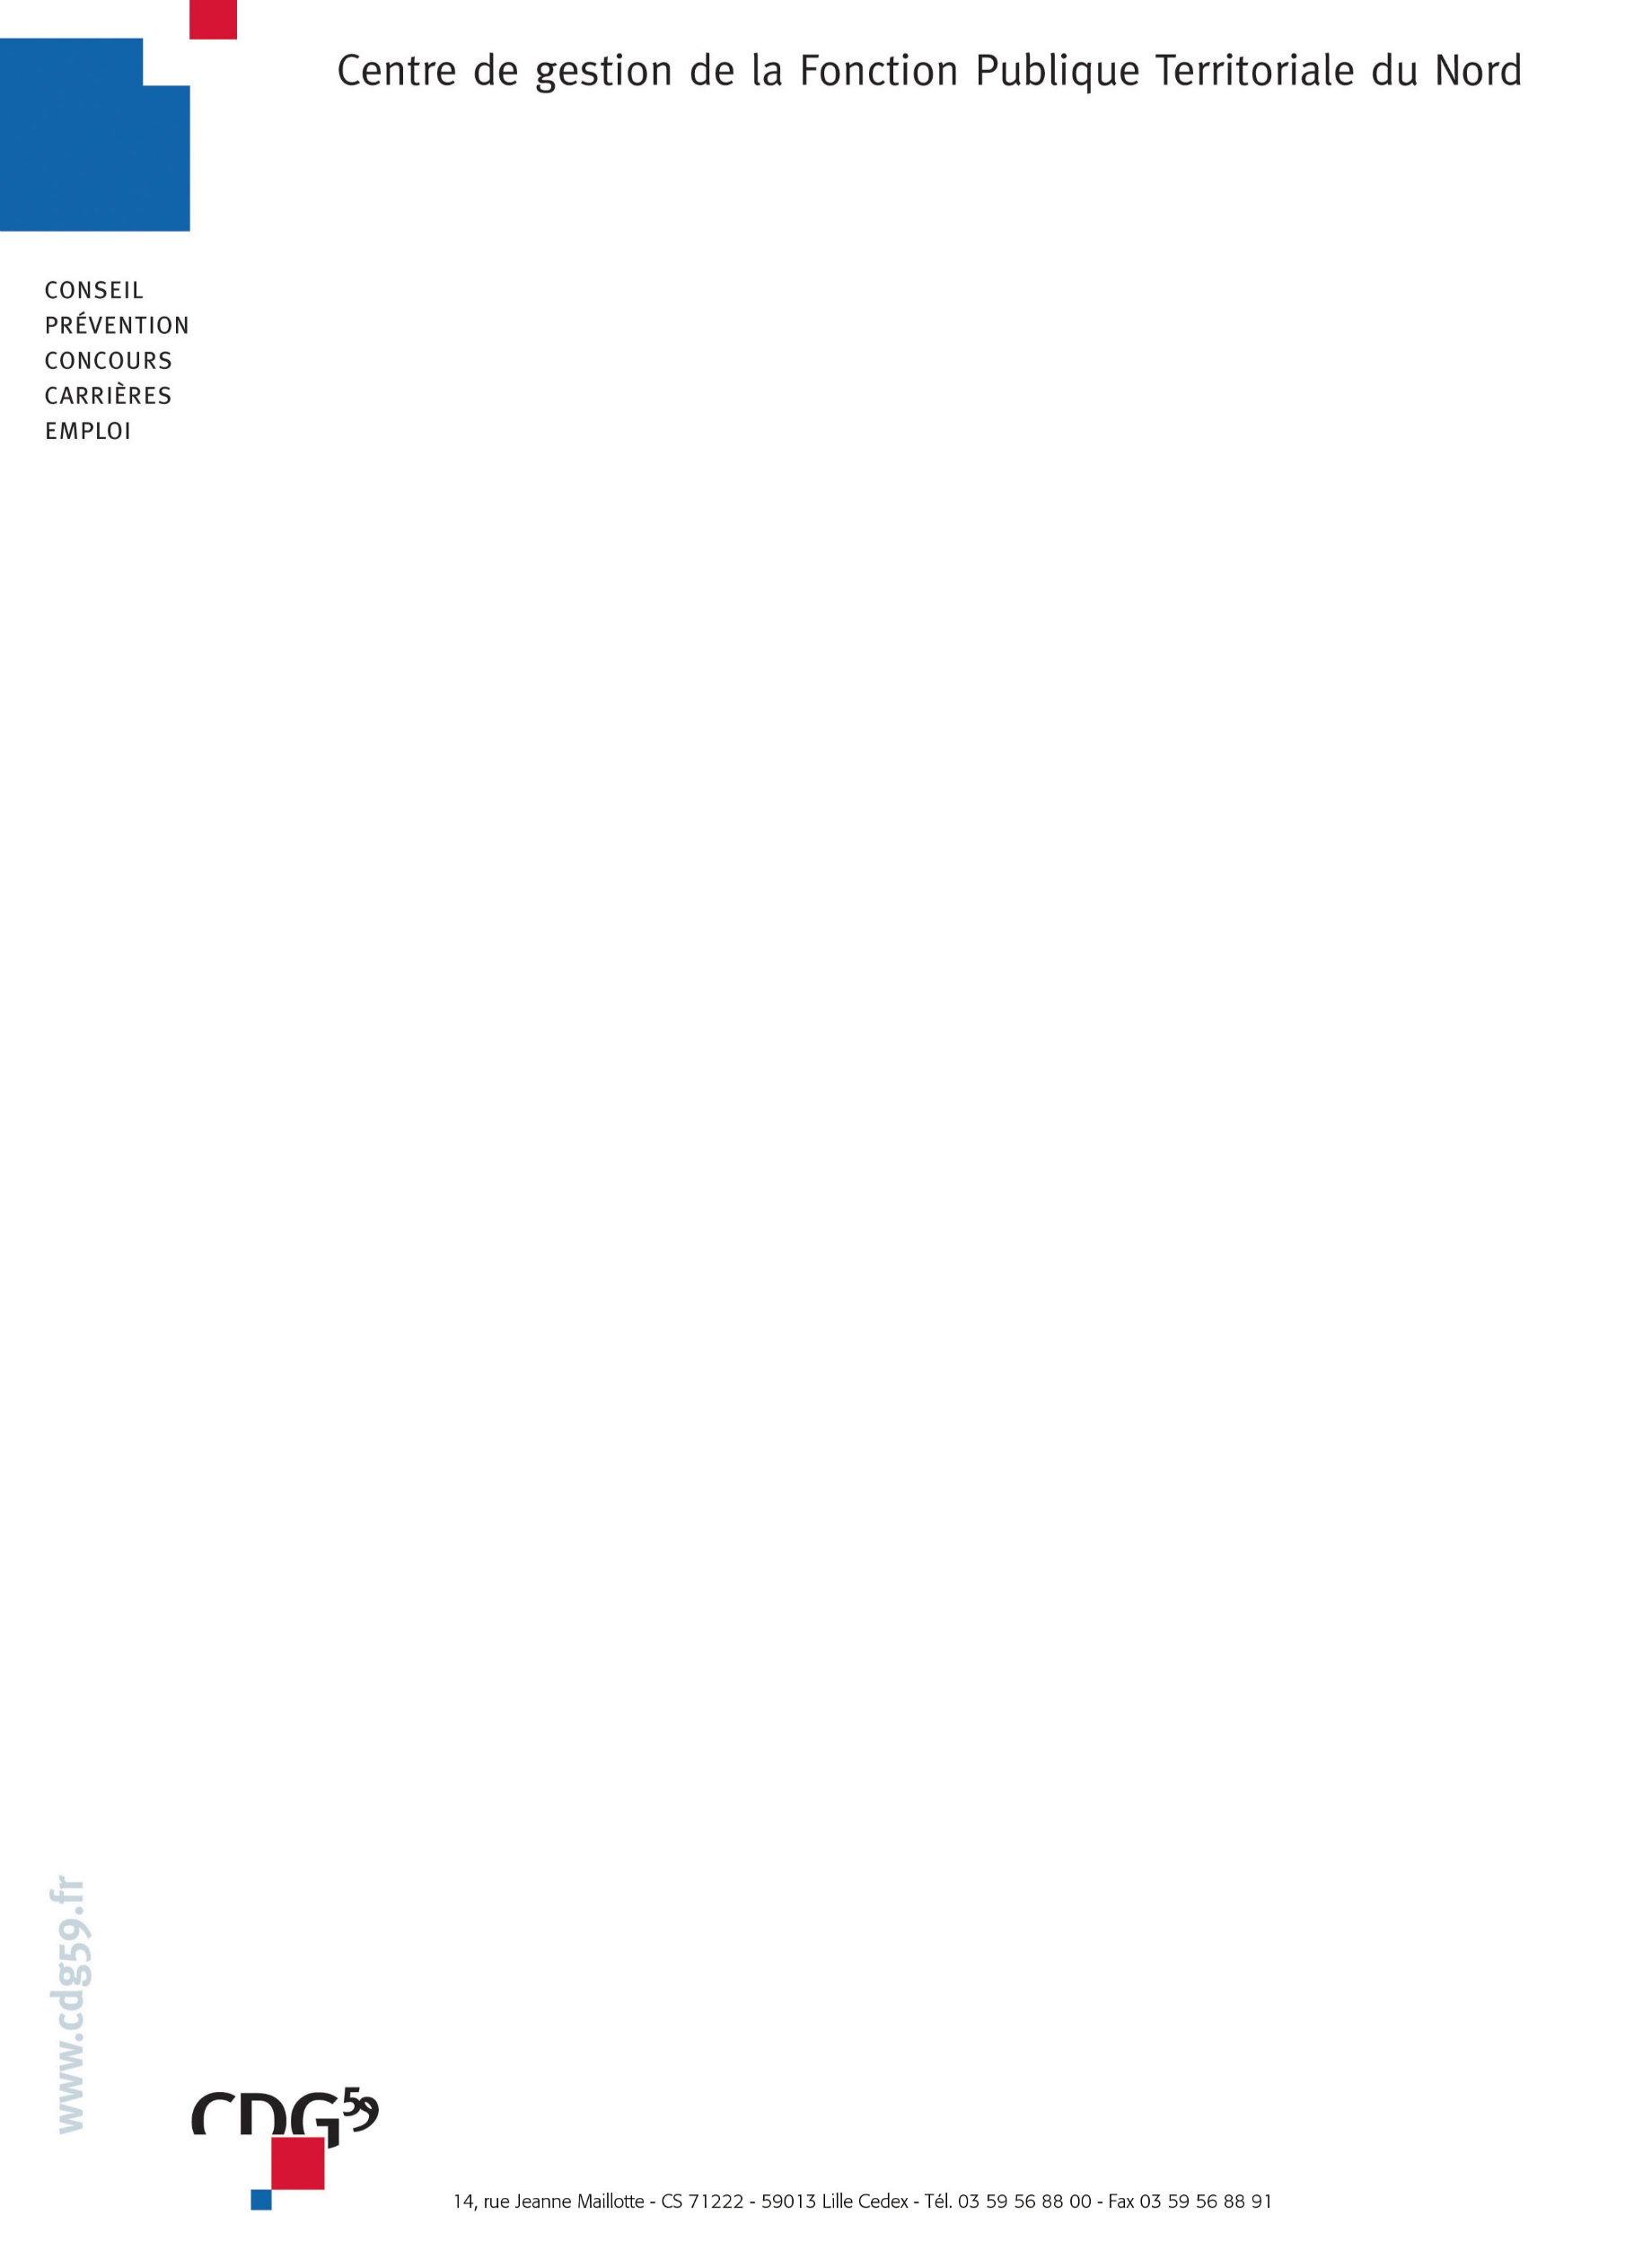 Centre de gestion de la Fonction Publique Territoriale du Nord
CONSEIL
PRÉVENTION
CONCOURS
CARRIÈRES
EMPLOI
www.cdg59.fr
CDG59
14, rue Jeanne Maillotte - CS 71222 - 59013 Lille Cedex - Tél. 03 59 56 88 00 - Fax 03 59 56 88 91